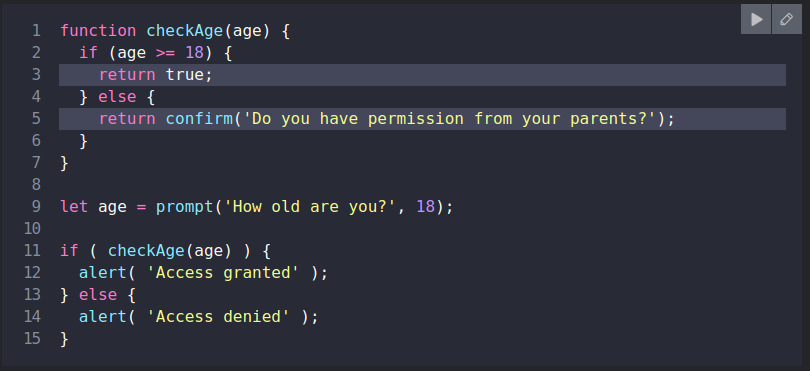 1 function checkAge(age) {
2   if (age >= 18) {
3     return true;
4   } else {
5     return confirm('Do you have permission from your parents?');
6   }
7 }
8
9 let age = prompt('How old are you?', 18);
10
11 if ( checkAge(age) ) {
12   alert( 'Access granted' );
13 } else {
14   alert( 'Access denied' );
15 }